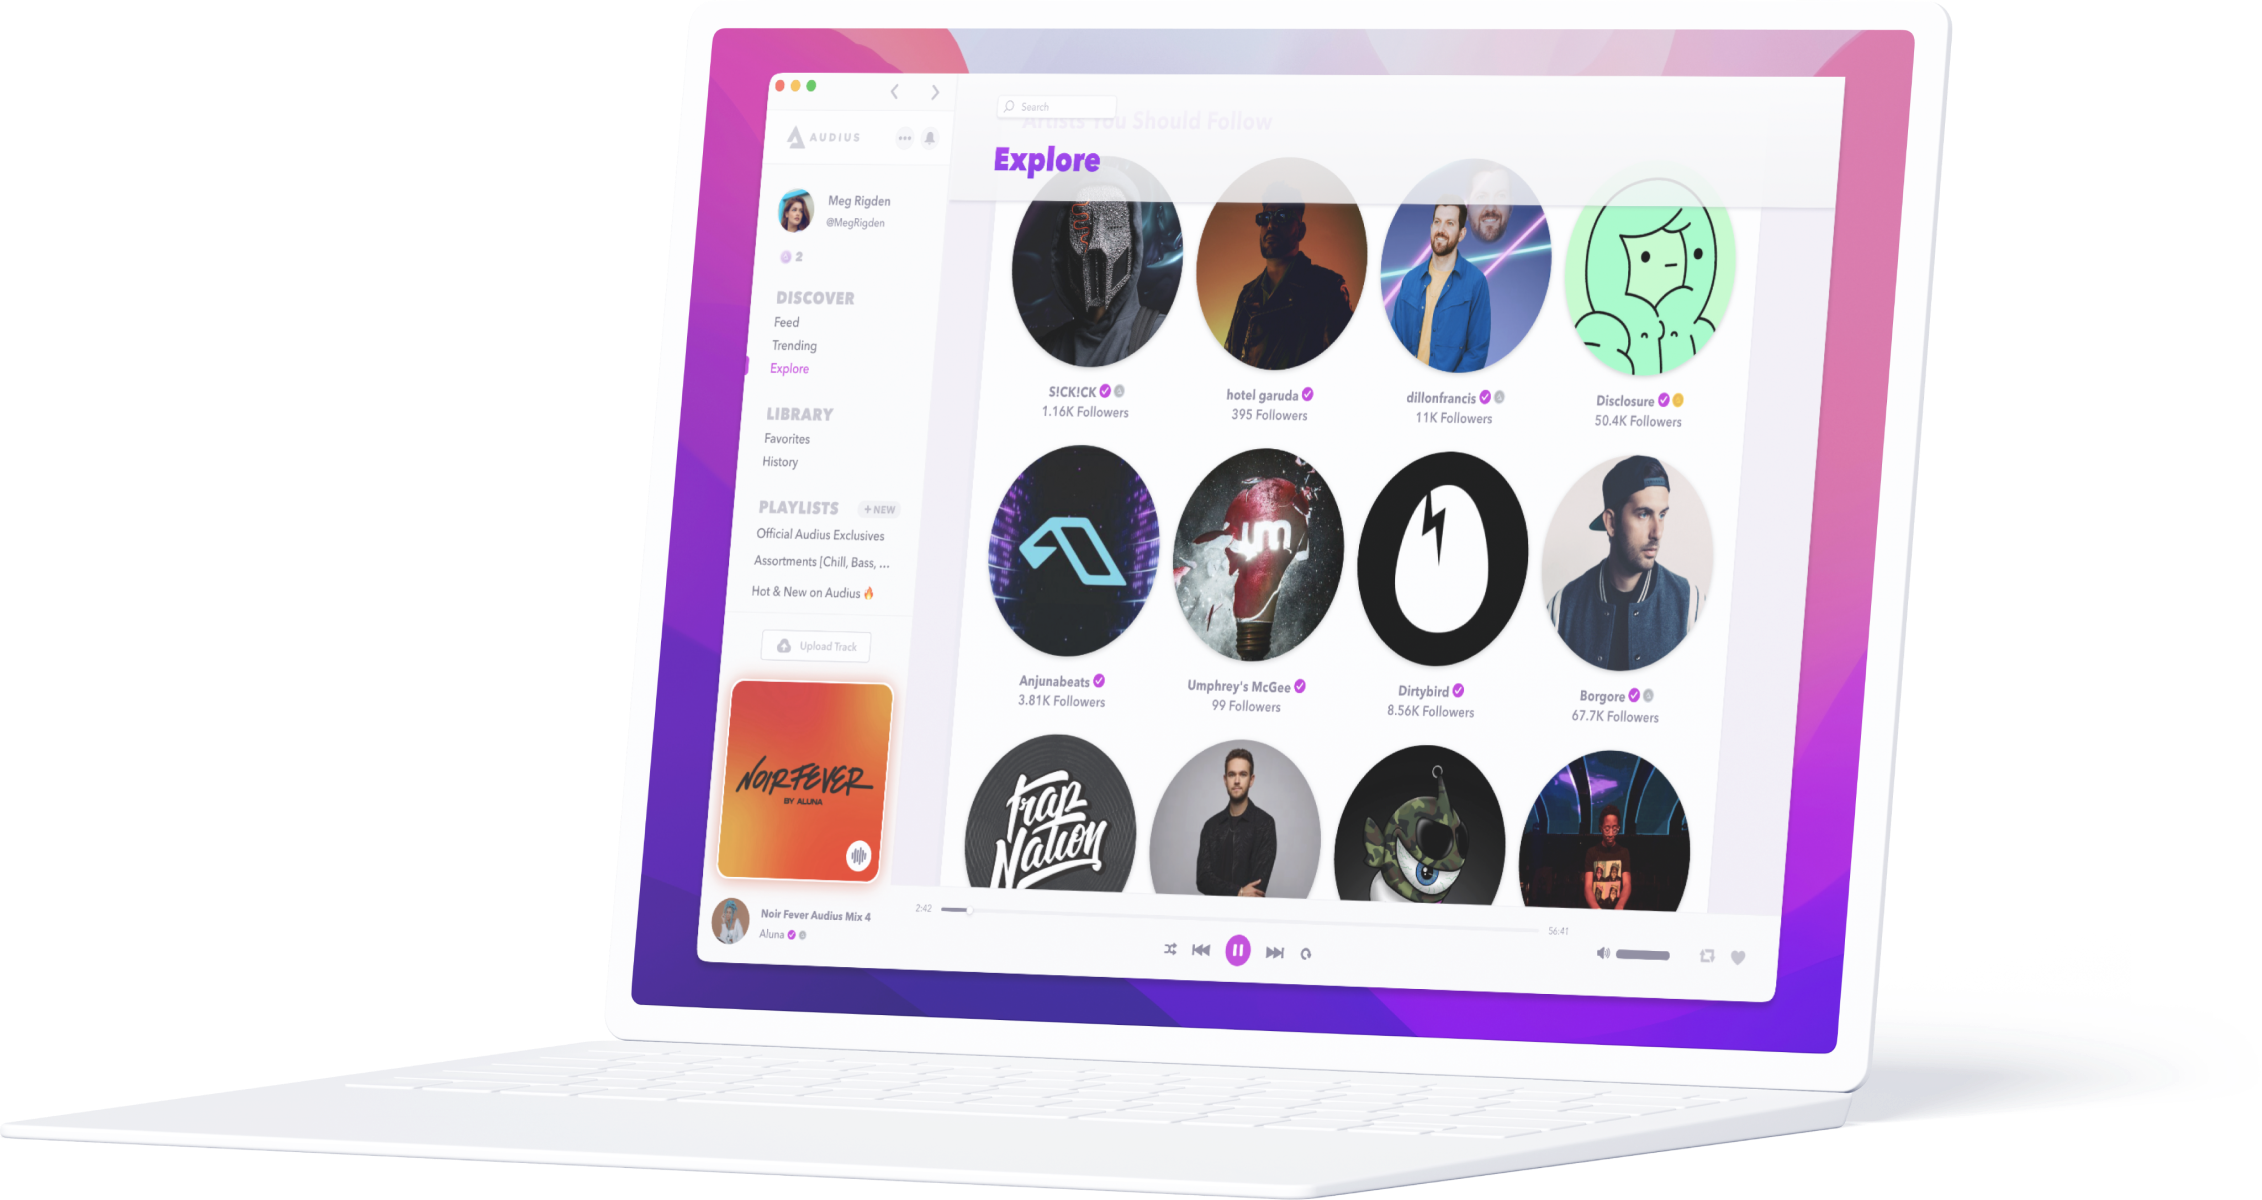 Search
Artists You Should Follow
Explore
AUDIUS
Meg Rigden
@MegRigden
2
DISCOVER
Feed
Trending
Explore
LIBRARY
Favorites
History
PLAYLISTS
+ NEW
Official Audius Exclusives
Assortments [Chill, Bass, ...
Hot & New on Audius 🔥
Upload Track
NOIR FEVER
BY ALUNA
Noir Fever Audius Mix 4
Aluna
S!CK!CK
1.16K Followers
hotel garuda
395 Followers
dillonfrancis
11K Followers
Disclosure
50.4K Followers
um
Anjunabeats
3.81K Followers
Umphrey's McGee
99 Followers
Dirtybird
8.56K Followers
Borgore
67.7K Followers
Trap
Nation
2:42
56:41